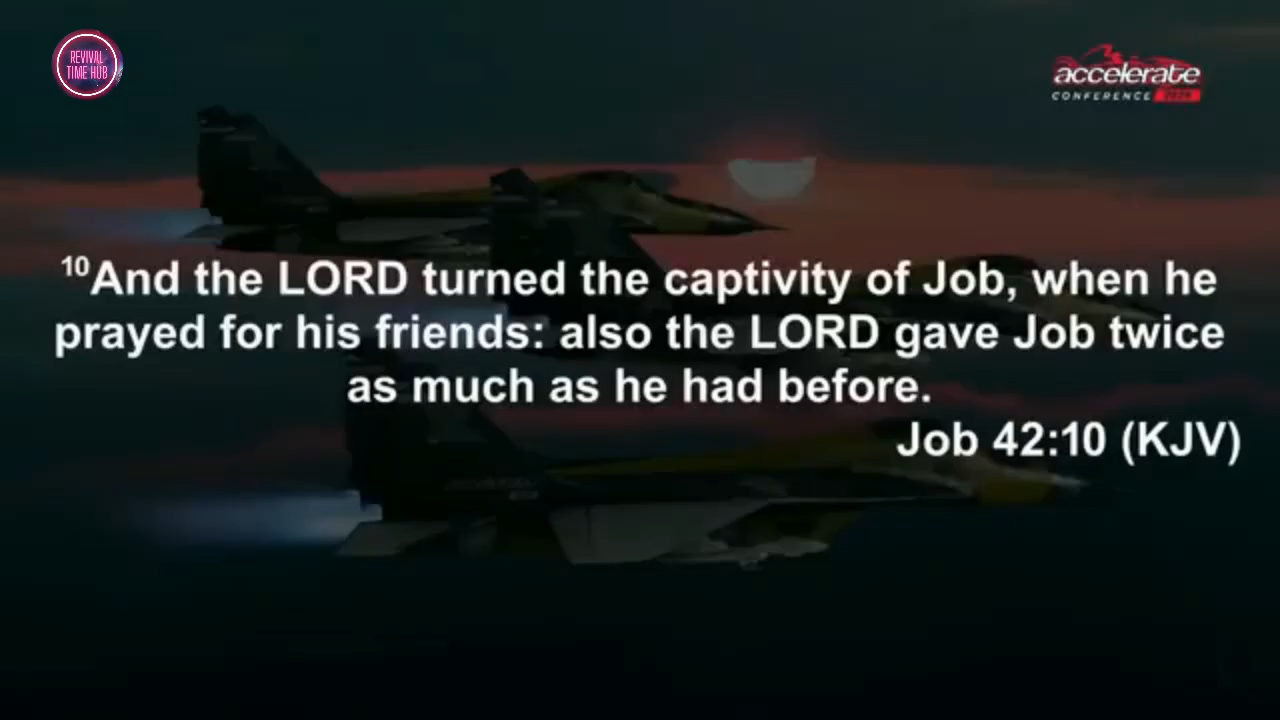 REVIVAL
TIME HUB
accelerate
CONFERENCE
¹⁰And the LORD turned the captivity of Job, when he
prayed for his friends: also the LORD gave Job twice
as much as he had before.
Job 42:10 (KJV)